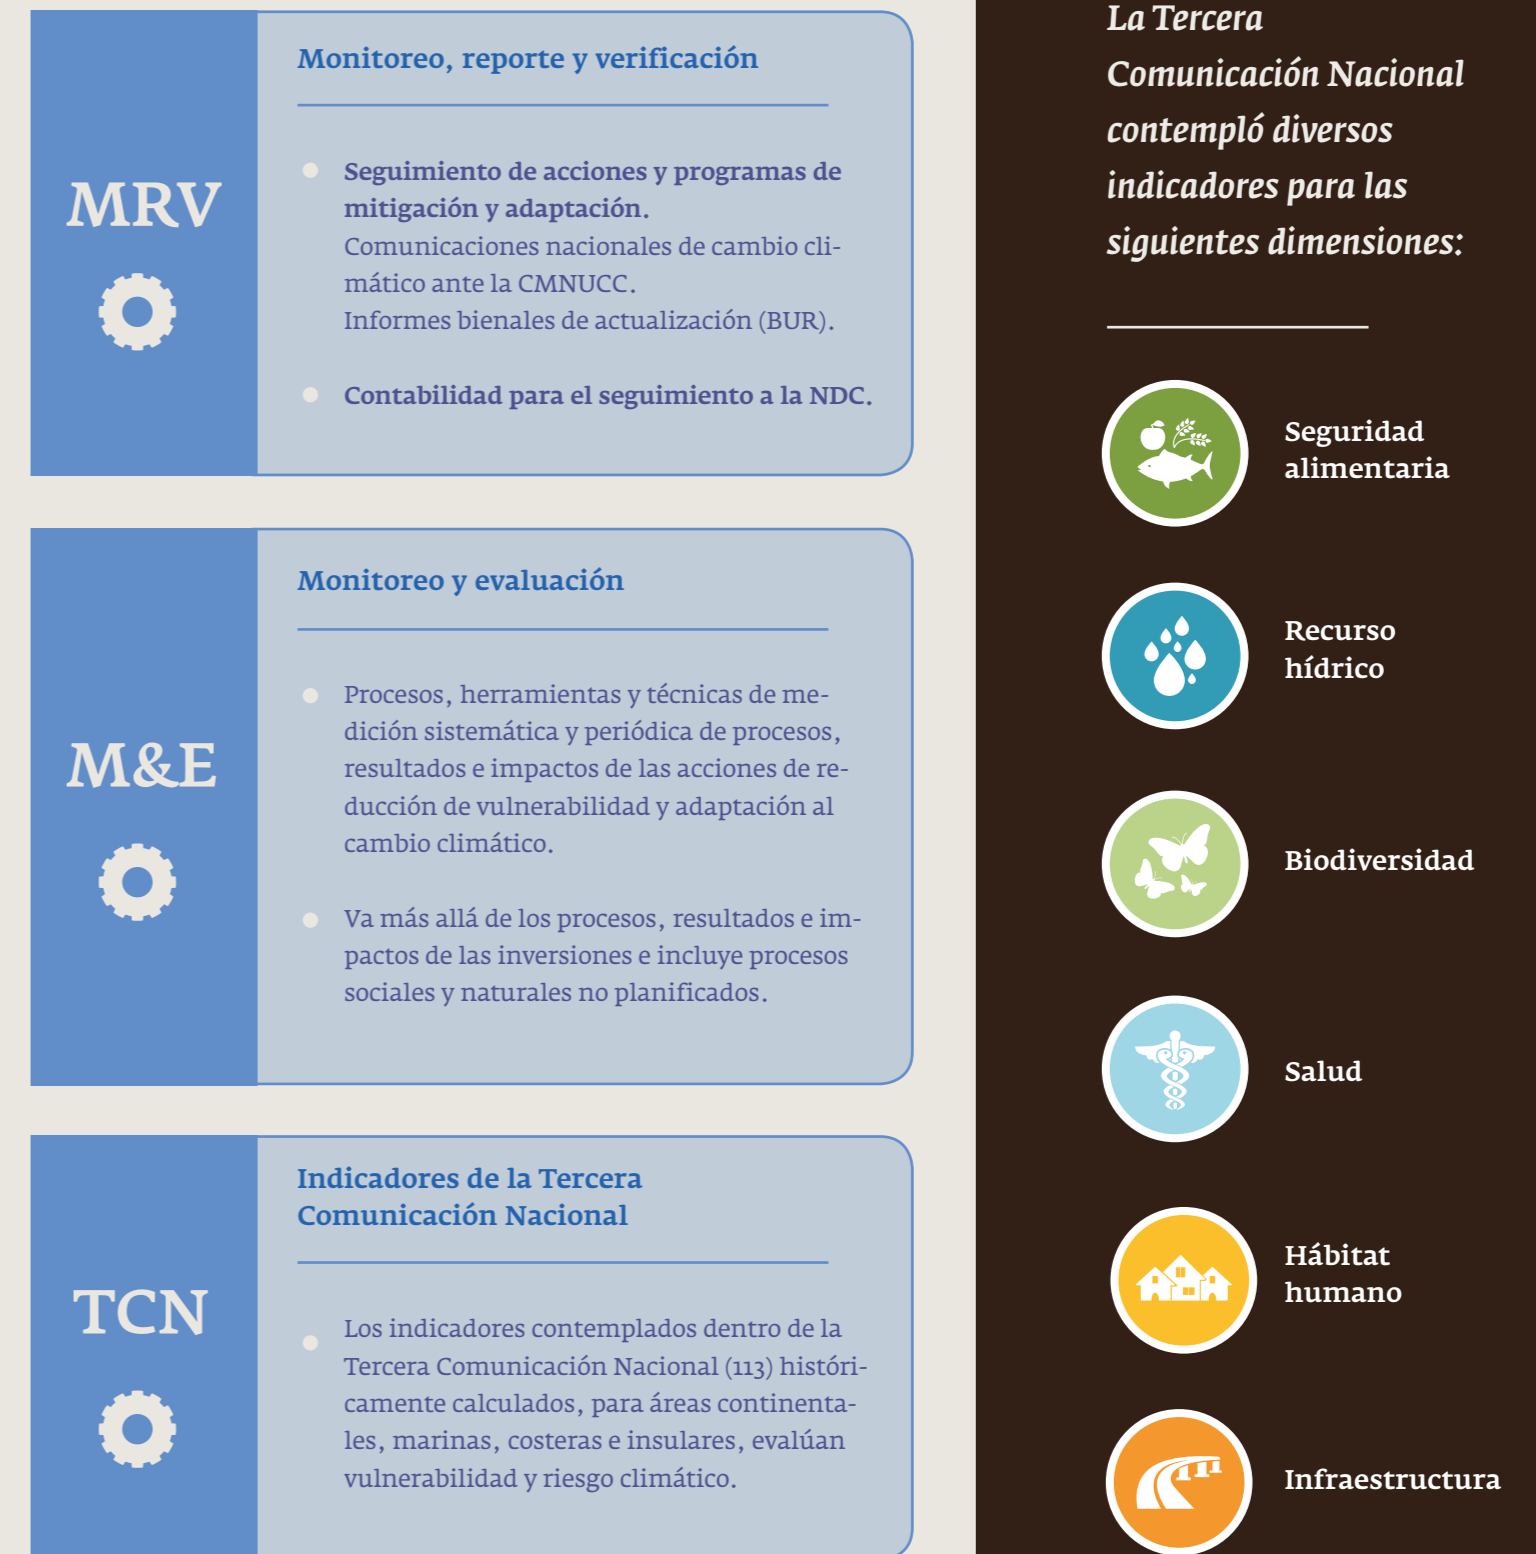 MRV
Monitoreo, reporte y verificación
Seguimiento de acciones y programas de
mitigación y adaptación.
Comunicaciones nacionales de cambio cli-
mático ante la CMNUCC.
Informes bienales de actualización (BUR).
Contabilidad para el seguimiento a la NDC.
M&E
Monitoreo y evaluación
Procesos, herramientas y técnicas de me-
dición sistemática y periódica de procesos,
resultados e impactos de las acciones de re-
ducción de vulnerabilidad y adaptación al
cambio climático.
Va más allá de los procesos, resultados e im-
pactos de las inversiones e incluye procesos
sociales y naturales no planificados.
TCN
Indicadores de la Tercera
Comunicación Nacional
Los indicadores contemplados dentro de la
Tercera Comunicación Nacional (113) históri-
camente calculados, para áreas continenta-
les, marinas, costeras e insulares, evalúan
vulnerabilidad y riesgo climático.
La Tercera
Comunicación Nacional
contempló diversos
indicadores para las
siguientes dimensiones:
Seguridad
alimentaria
Recurso
hídrico
Biodiversidad
Salud
Hábitat
humano
Infraestructura